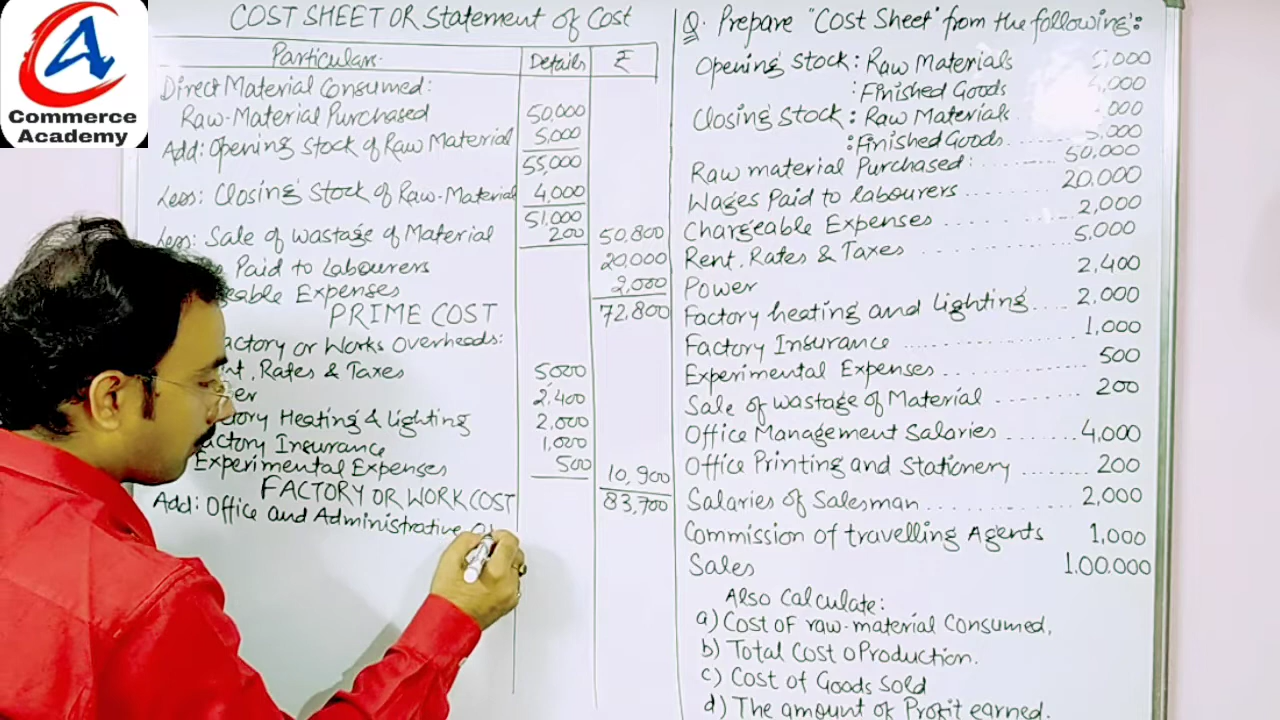 Commerce
Academy
COST SHEET OR Statement of Cost
Particulars Details ₹
Direct Material Consumed:
Raw-Material Purchased 50,000
Add: Opening Stock of Raw Material 5,000
55,000
Less: Closing Stock of Raw-Material 4,000
51,000
Less: Sale of Wastage of Material 200 50,800
Paid to Labourers 20,000
Expenses 2,000
PRIME COST 72,800
Factory or Works Overheads:
Rates & Taxes 5000
2,400
Heating & Lighting 2,000
Factory Insurance 1,000
Experimental Expenses 500 10,900
FACTORY OR WORK COST 83,700
Add: Office and Administrative
Q. Prepare "Cost Sheet" from the following:
Opening Stock: Raw Materials 5,000
: Finished Goods 4,000
Closing Stock: Raw Materials 000
: Finished Goods 5,000
Raw material Purchased: 50,000
Wages Paid to labourers 20,000
Chargeable Expenses 2,000
Rent, Rates & Taxes 5,000
Power 2,400
Factory heating and lighting 2,000
Factory Insurance 1,000
Experimental Expenses 500
Sale of wastage of Material 200
Office Management Salaries 4,000
Office Printing and Stationery 200
Salaries of Salesman 2,000
Commission of travelling Agents 1,000
Sales 1.00.000
Also Calculate:
a) Cost of raw-material Consumed,
b) Total Cost o Production.
c) Cost of Goods Sold
d) The amount of Profit earned.